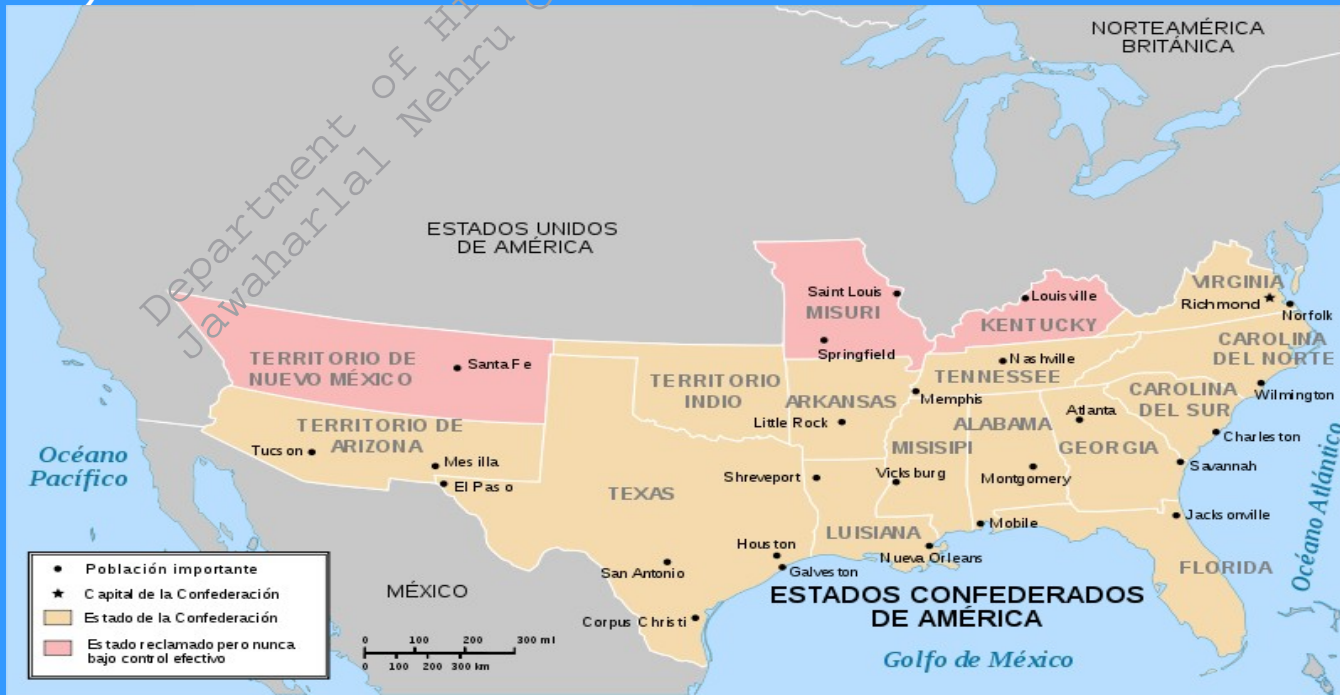 Department of
Jawaharlal Nehru
NORTEAMÉRICA
BRITÁNICA
ESTADOS UNIDOS
DE AMÉRICA
VIRGINIA
Richmond
Norfolk
Saint Louis
MISURI
Springfield
Louisville
KENTUCKY
CAROLINA
DEL NORTE
TERRITORIO DE
NUEVO MÉXICO
Santa Fe
TERRITORIO
INDIO
Nashville
TENNESSEE
Memphis
ARKANSAS
Little Rock
CAROLINA
DEL SUR
Wilmington
Charleston
TERRITORIO DE
ARIZONA
Tucson
Mesilla
El Paso
ALABAMA
Atlanta
GEORGIA
MISISIPI
Savannah
Océano
Pacífico
TEXAS
Shreveport
Vicksburg
Montgomery
Océano Atlántico
LUISIANA
Mobile
Jacksonville
Houston
Nueva Orleans
San Antonio
Galveston
FLORIDA
Población importante
Capital de la Confederación
Estado de la Confederación
Estado reclamado pero nunca
bajo control efectivo
MÉXICO
Corpus Christi
ESTADOS CONFEDERADOS
DE AMÉRICA
Golfo de México
0 100 200 300 ml
0 100 200 300 km